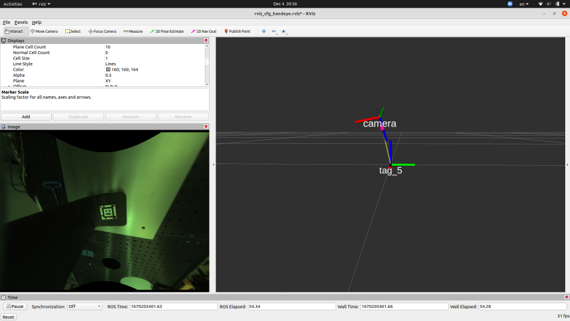 Activities
rviz
Dec 4 20:56
en
rviz_cfg_handeye.rviz* - RViz
File Panels Help
Interact Move Camera Select Focus Camera Measure 2D Pose Estimate 2D Nav Goal Publish Point
Displays
Plane Cell Count 10
Normal Cell Count 0
Cell Size 1
Line Style Lines
Color 160; 160; 164
Alpha 0.5
Plane XY
Marker Scale
Scaling factor for all names, axes and arrows.
Add Duplicate Remove Rename
Image
camera
tag_5
Time
Pause Synchronization: Off ROS Time: 1670205401.63 ROS Elapsed: 54.34 Wall Time: 1670205401.66 Wall Elapsed: 54.28
Reset
31 fps